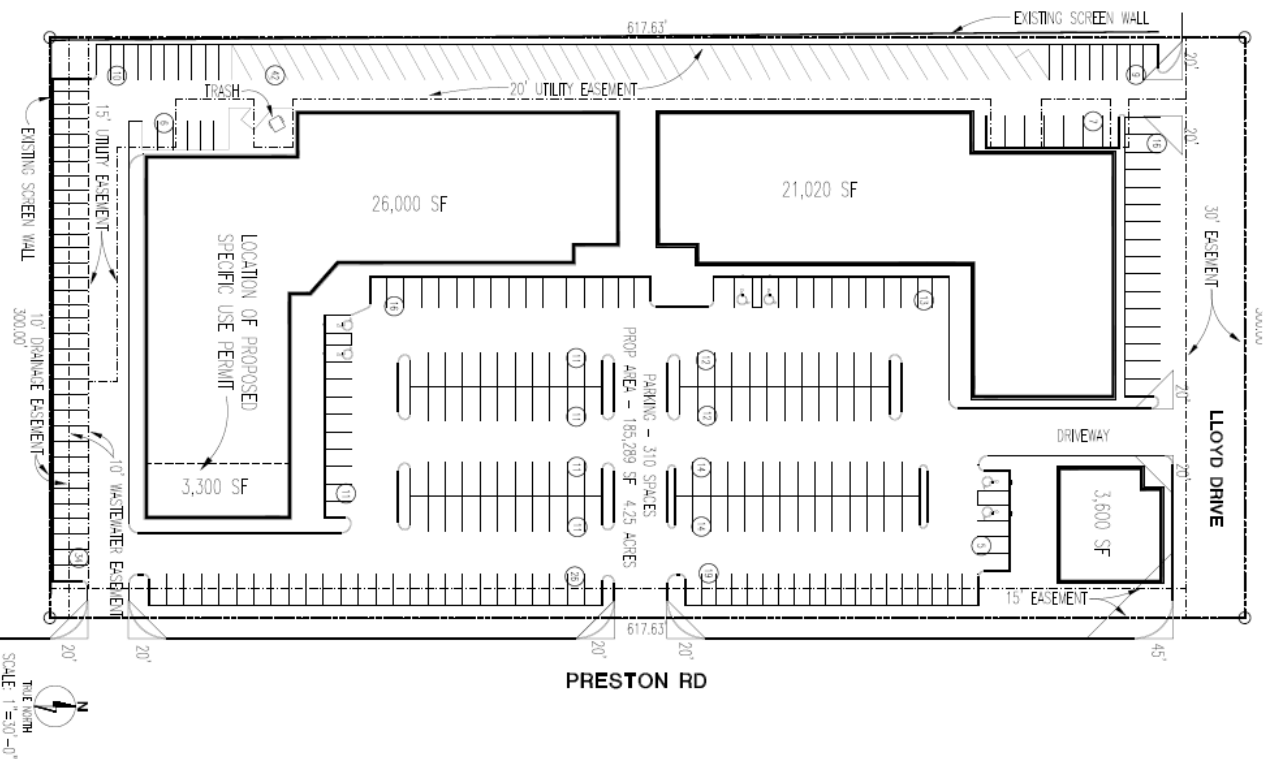 617.63'
EXISTING SCREEN WALL
10
42
9
20'
TRASH
20' UTILITY EASEMENT
6
7
20'
16
15' UTILITY EASEMENT
EXISTING SCREEN WALL
26,000 SF
21,020 SF
30' EASEMENT
LOCATION OF PROPOSED
SPECIFIC USE PERMIT
16
13
300.00'
10' DRAINAGE EASEMENT
300.00'
PARKING - 310 SPACES
PROP AREA - 185,289 SF 4.25 ACRES
11
12
11
12
20'
DRIVEWAY
LLOYD DRIVE
11
14
20'
3,300 SF
11
11
14
3,600 SF
5
10' WASTEWATER EASEMENT
34
26
19
15' EASEMENT
617.63'
20'
20'
20'
20'
45'
PRESTON RD
N
TRUE NORTH
SCALE: 1"=30'-0"